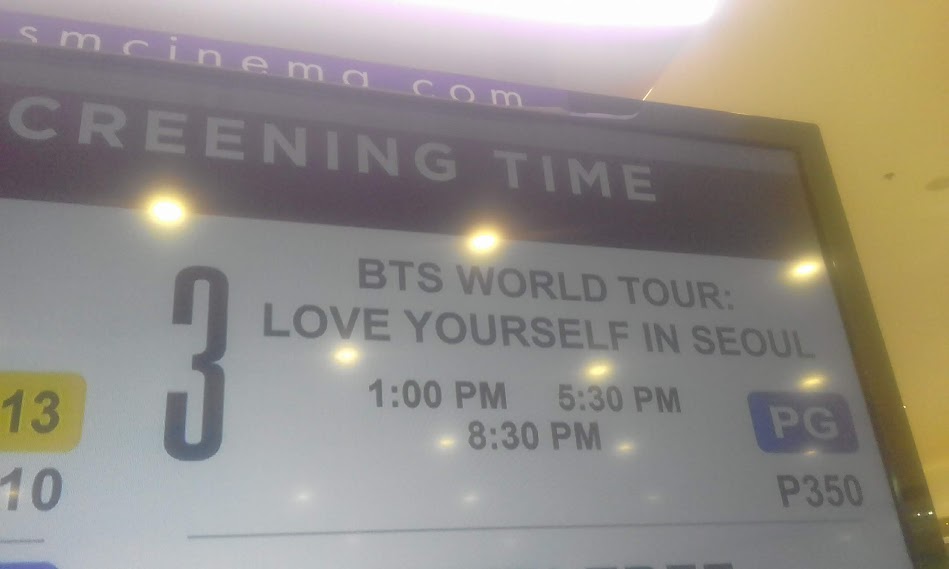 smcinema.com
CREENING TIME
3
BTS WORLD TOUR:
LOVE YOURSELF IN SEOUL
1:00 PM 5:30 PM
8:30 PM
PG
P350
13
10